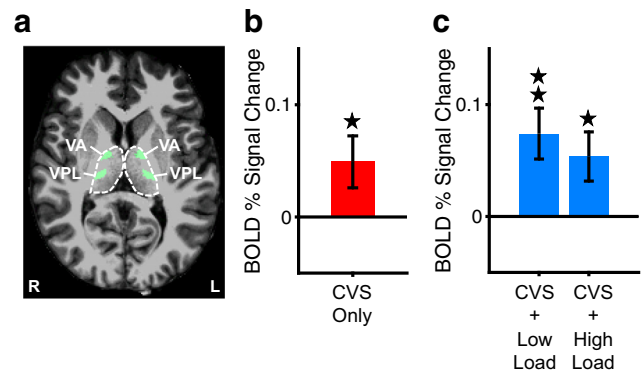 a
VA VA
VPL VPL
R L
b
BOLD % Signal Change
0.1
0
★
CVS
Only
c
BOLD % Signal Change
0.1
0
★
★
★
CVS
+
Low
Load
CVS
+
High
Load